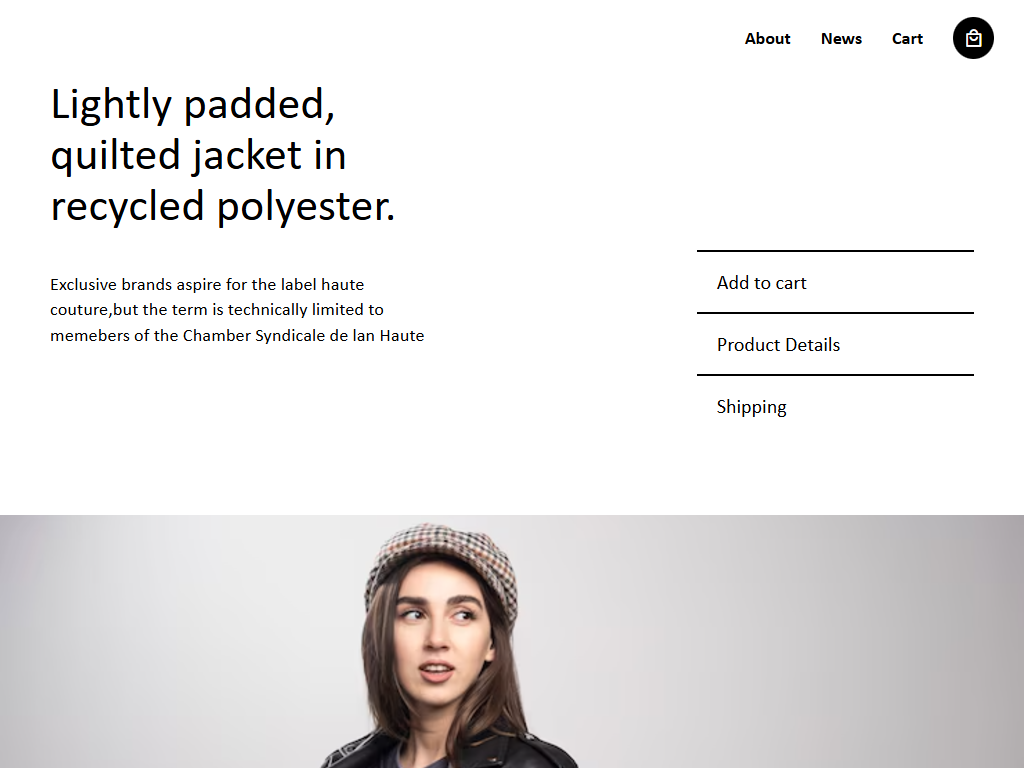 About
News
Cart
Lightly padded,
quilted jacket in
recycled polyester.
Exclusive brands aspire for the label haute
couture,but the term is technically limited to
memebers of the Chamber Syndicale de lan Haute
Add to cart
Product Details
Shipping